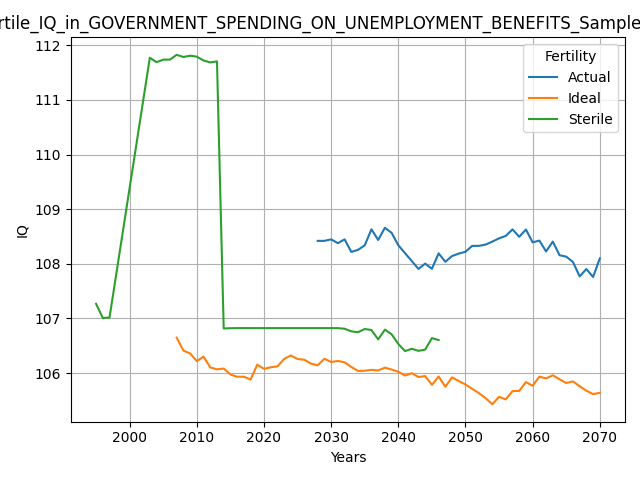 rtile_IQ_in_GOVERNMENT_SPENDING_ON_UNEMPLOYMENT_BENEFITS_Sample
112
111
110
109
108
107
106
IQ
Fertility
Actual
Ideal
Sterile
2000 2010 2020 2030 2040 2050 2060 2070
Years